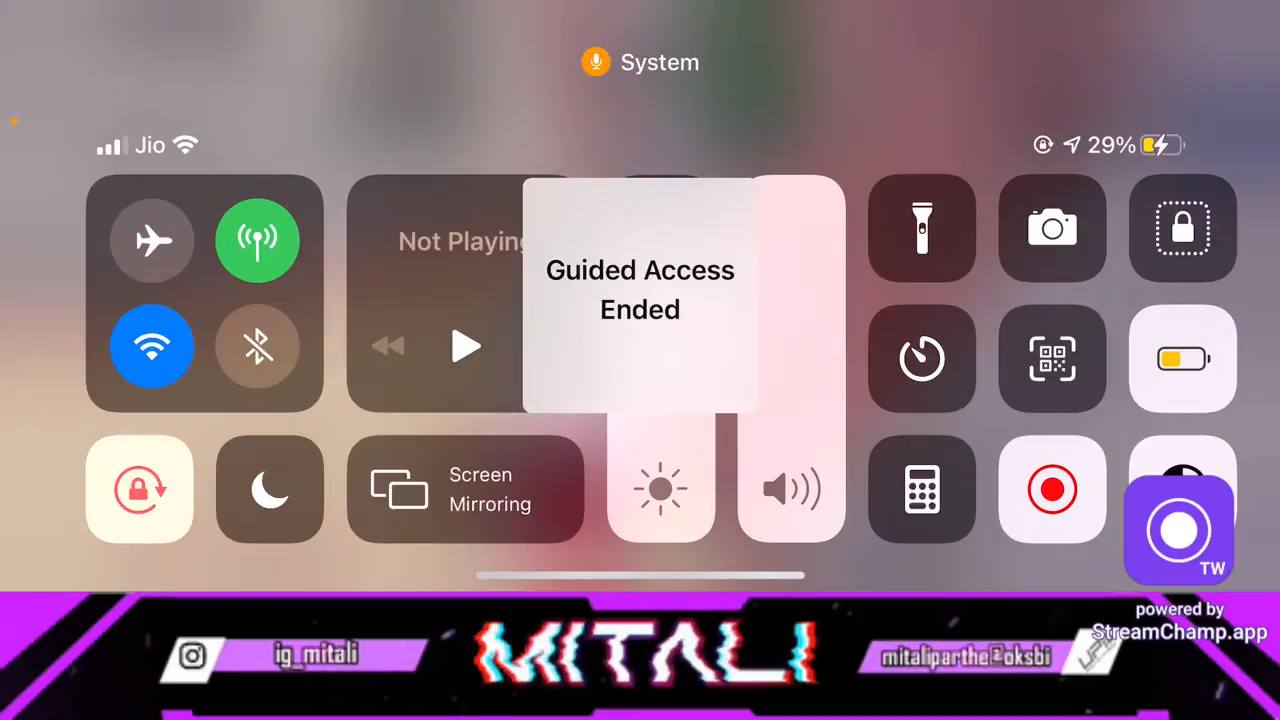 System
Jio
29%
Not Playing
Guided Access
Ended
Screen
Mirroring
TW
powered by
StreamChamp.app
ig_mitali
MITALI
mitaliparthe@oksbi
UPI